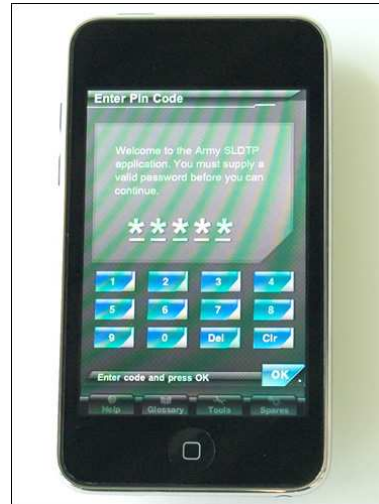 Enter Pin Code
Welcome to the Army SLDTP
application. You must supply a
valid password before you can
continue.
*****
1 2 3 4
5 6 7 8
9 0 Del Clr
Enter code and press OK OK
Help Glossary Tools Spares